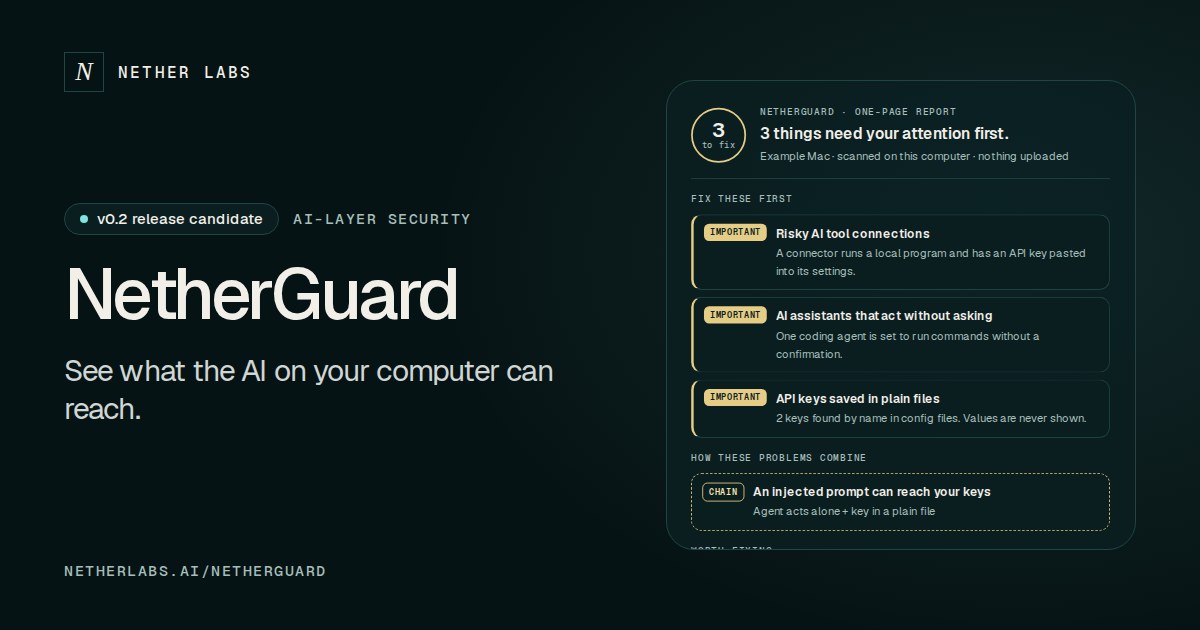 N
NETHER LABS
v0.2 release candidate
AI-LAYER SECURITY
NetherGuard
See what the AI on your computer can
reach.
NETHERLABS.AI/NETHERGUARD
3
to fix
NETHERGUARD · ONE-PAGE REPORT
3 things need your attention first.
Example Mac · scanned on this computer · nothing uploaded
FIX THESE FIRST
IMPORTANT
Risky AI tool connections
A connector runs a local program and has an API key pasted
into its settings.
IMPORTANT
AI assistants that act without asking
One coding agent is set to run commands without a
confirmation.
IMPORTANT
API keys saved in plain files
2 keys found by name in config files. Values are never shown.
HOW THESE PROBLEMS COMBINE
CHAIN
An injected prompt can reach your keys
Agent acts alone + key in a plain file
WORTH FIXING